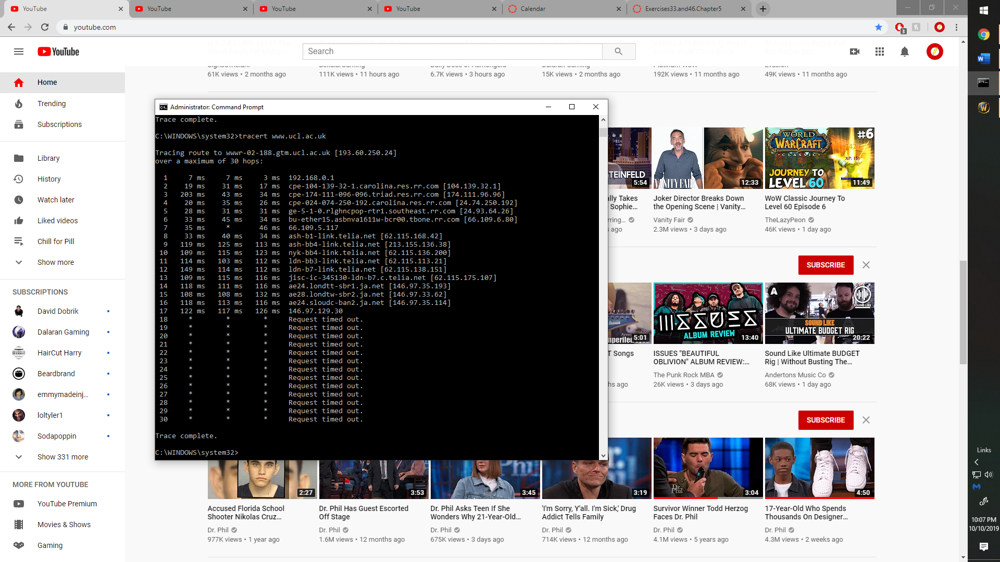 YouTube
YouTube
YouTube
YouTube
Calendar
Exercises33.and46.Chapter5
youtube.com
3
YouTube
Search
Home
Trending
Subscriptions
Library
History
Watch later
Liked videos
Chill for Pill
Show more
SUBSCRIPTIONS
David Dobrik
Dalaran Gaming
HairCut Harry
Beardbrand
emmymadeinj...
loltyler1
Sodapoppin
Show 331 more
MORE FROM YOUTUBE
YouTube Premium
Movies & Shows
Gaming
61K views • 2 months ago
111K views • 11 hours ago
6.7K views • 3 hours ago
15K views • 2 months ago
192K views • 11 months ago
49K views • 11 months ago
Administrator: Command Prompt
Trace complete.
C:\WINDOWS\system32>tracert www.ucl.ac.uk
Tracing route to wwwr-02-188.gtm.ucl.ac.uk [193.60.250.24]
over a maximum of 30 hops:
1 7 ms 7 ms 3 ms 192.168.0.1
2 19 ms 31 ms 17 ms cpe-104-139-32-1.carolina.res.rr.com [104.139.32.1]
3 203 ms 43 ms 34 ms cpe-174-111-096-096.triad.res.rr.com [174.111.96.96]
4 20 ms 35 ms 26 ms cpe-024-074-250-192.carolina.res.rr.com [24.74.250.192]
5 28 ms 31 ms 31 ms ge-5-1-0.rlghncpop-rtr1.southeast.rr.com [24.93.64.26]
6 33 ms 45 ms 34 ms bu-ether15.asbnva1611w-bcr00.tbone.rr.com [66.109.6.80]
7 35 ms * 46 ms 66.109.5.117
8 33 ms 40 ms 34 ms ash-b1-link.telia.net [62.115.168.42]
9 119 ms 125 ms 113 ms ash-bb4-link.telia.net [213.155.136.38]
10 109 ms 115 ms 123 ms nyk-bb4-link.telia.net [62.115.136.200]
11 114 ms 103 ms 112 ms ldn-bb3-link.telia.net [62.115.113.21]
12 149 ms 114 ms 112 ms ldn-b7-link.telia.net [62.115.138.151]
13 109 ms 115 ms 116 ms jisc-ic-345130-ldn-b7.c.telia.net [62.115.175.107]
14 118 ms 111 ms 116 ms ae24.londtt-sbr1.ja.net [146.97.35.193]
15 108 ms 108 ms 132 ms ae28.londtw-sbr2.ja.net [146.97.33.62]
16 118 ms 113 ms 116 ms ae24.sloudc-ban2.ja.net [146.97.35.114]
17 122 ms 117 ms 126 ms 146.97.129.30
18 * * * Request timed out.
19 * * * Request timed out.
20 * * * Request timed out.
21 * * * Request timed out.
22 * * * Request timed out.
23 * * * Request timed out.
24 * * * Request timed out.
25 * * * Request timed out.
26 * * * Request timed out.
27 * * * Request timed out.
28 * * * Request timed out.
29 * * * Request timed out.
30 * * * Request timed out.
Trace complete.
C:\WINDOWS\system32>
TEINFELD
5:54
VANITY FAIR
12:33
WORLD
WARCRAFT
CLASSIC
#6
XP: 151
JOURNEY TO
LEVEL 60
11:49
ally Takes
Sophie...
rring...
s ago
Joker Director Breaks Down
the Opening Scene | Vanity...
Vanity Fair
2.3M views • 3 days ago
WoW Classic Journey To
Level 60 Episode 6
TheLazyPeon
46K views • 1 day ago
SUBSCRIBE
Ibanez
1990
5:01
ISSUES
ALBUM REVIEW
13:40
SOUND LIKE
SOUND LIKE
ULTIMATE BUDGET RIG
20:22
T Songs
hs ago
ISSUES "BEAUTIFUL
OBLIVION" ALBUM REVIEW:...
The Punk Rock MBA
26K views • 3 days ago
Sound Like Ultimate BUDGET
Rig | Without Busting The...
Andertons Music Co
68K views • 1 day ago
SUBSCRIBE
2:27
3:53
3:45
3:19
Dr. Phil
3:04
4:50
Accused Florida School
Shooter Nikolas Cruz...
Dr. Phil
977K views • 1 year ago
Dr. Phil Has Guest Escorted
Off Stage
Dr. Phil
1.6M views • 12 months ago
Dr. Phil Asks Teen If She
Wonders Why 21-Year-Old...
Dr. Phil
675K views • 3 days ago
'I'm Sorry, Y'all. I'm Sick,' Drug
Addict Tells Family
Dr. Phil
714K views • 12 months ago
Survivor Winner Todd Herzog
Faces Dr. Phil
Dr. Phil
4.1M views • 5 years ago
17-Year-Old Who Spends
Thousands On Designer...
Dr. Phil
4.3M views • 2 weeks ago
Links
10:07 PM
10/10/2019